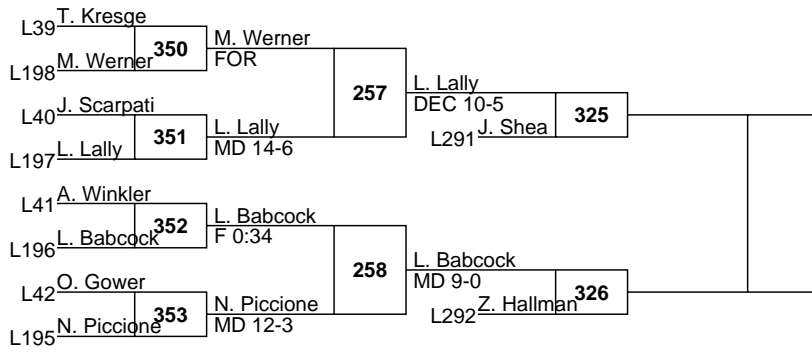 T. Kresge
L39
350
M. Werner
FOR
M. Werner
L198
257
L. Lally
DEC 10-5
J. Scarpati
L40
325
L291
J. Shea
351
L. Lally
MD 14-6
L. Lally
L197
A. Winkler
L41
352
L. Babcock
F 0:34
L. Babcock
L196
258
L. Babcock
MD 9-0
O. Gower
L42
326
L292
Z. Hallman
353
N. Piccione
MD 12-3
N. Piccione
L195